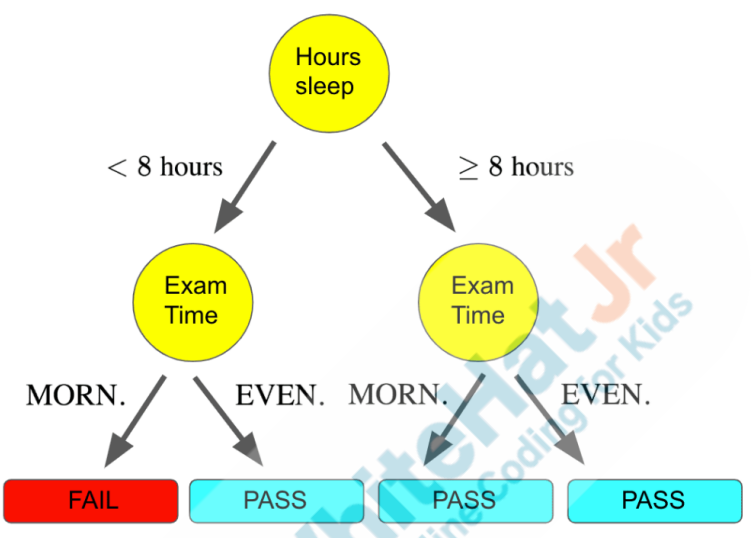 Hours
sleep
< 8 hours
≥ 8 hours
Exam
Time
Exam
Time
MORN.
EVEN.
MORN.
EVEN.
FAIL
PASS
PASS
PASS
WhiteHat Jr
Online Coding for Kids